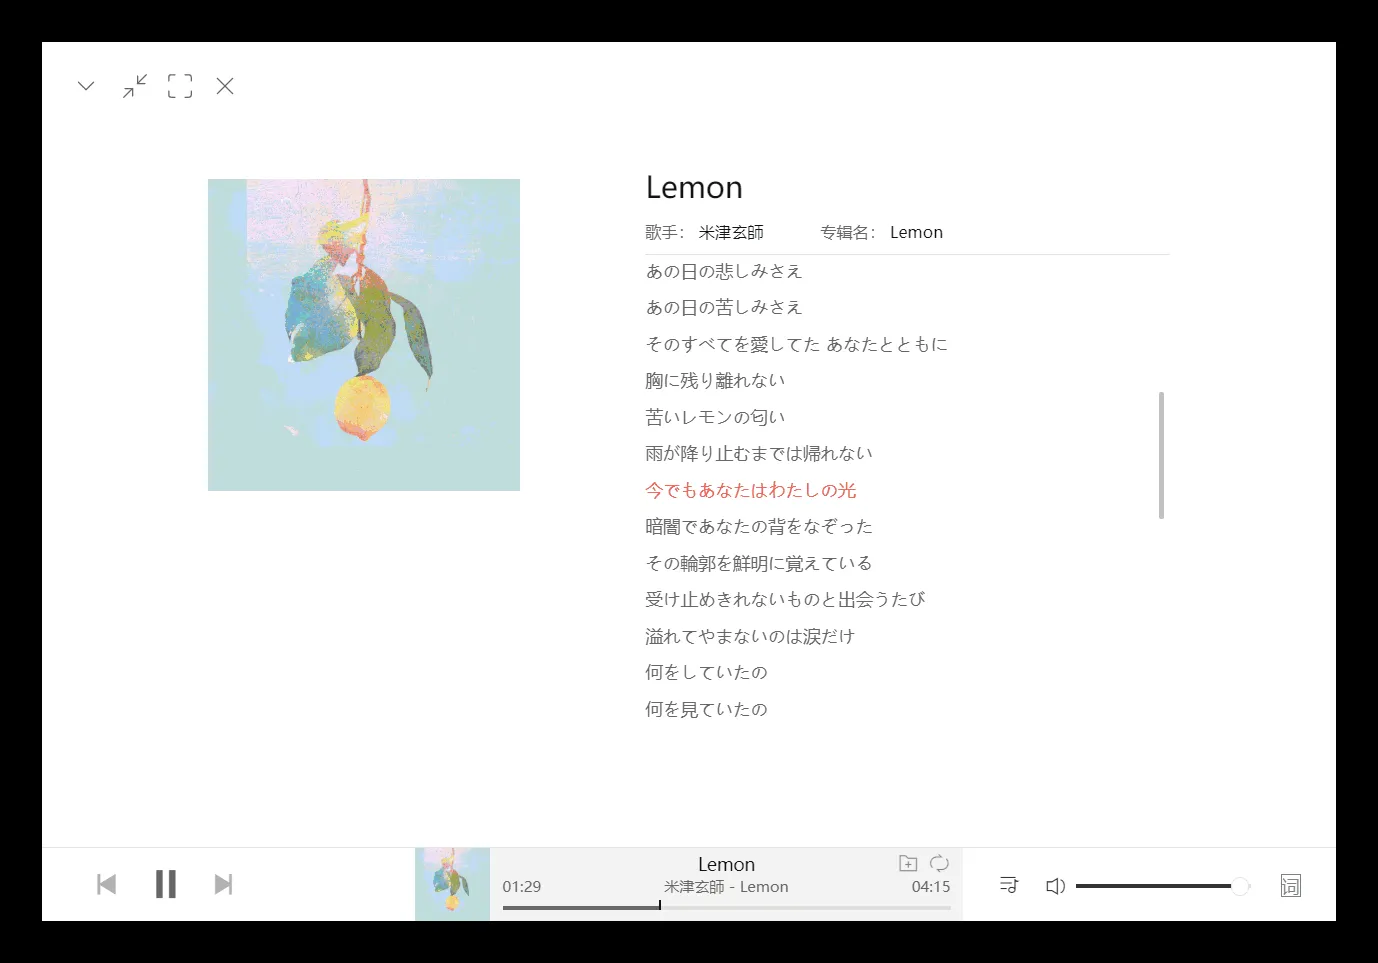 Lemon
歌手： 米津玄師 专辑名： Lemon
あの日の悲しみさえ
あの日の苦しみさえ
そのすべてを愛してた あなたとともに
胸に残り離れない
苦いレモンの匂い
雨が降り止むまでは帰れない
今でもあなたはわたしの光
暗闇であなたの背をなぞった
その輪郭を鮮明に覚えている
受け止めきれないものと出会うたび
溢れてやまないのは涙だけ
何をしていたの
何を見ていたの
Lemon
01:29 米津玄師 - Lemon 04:15
词